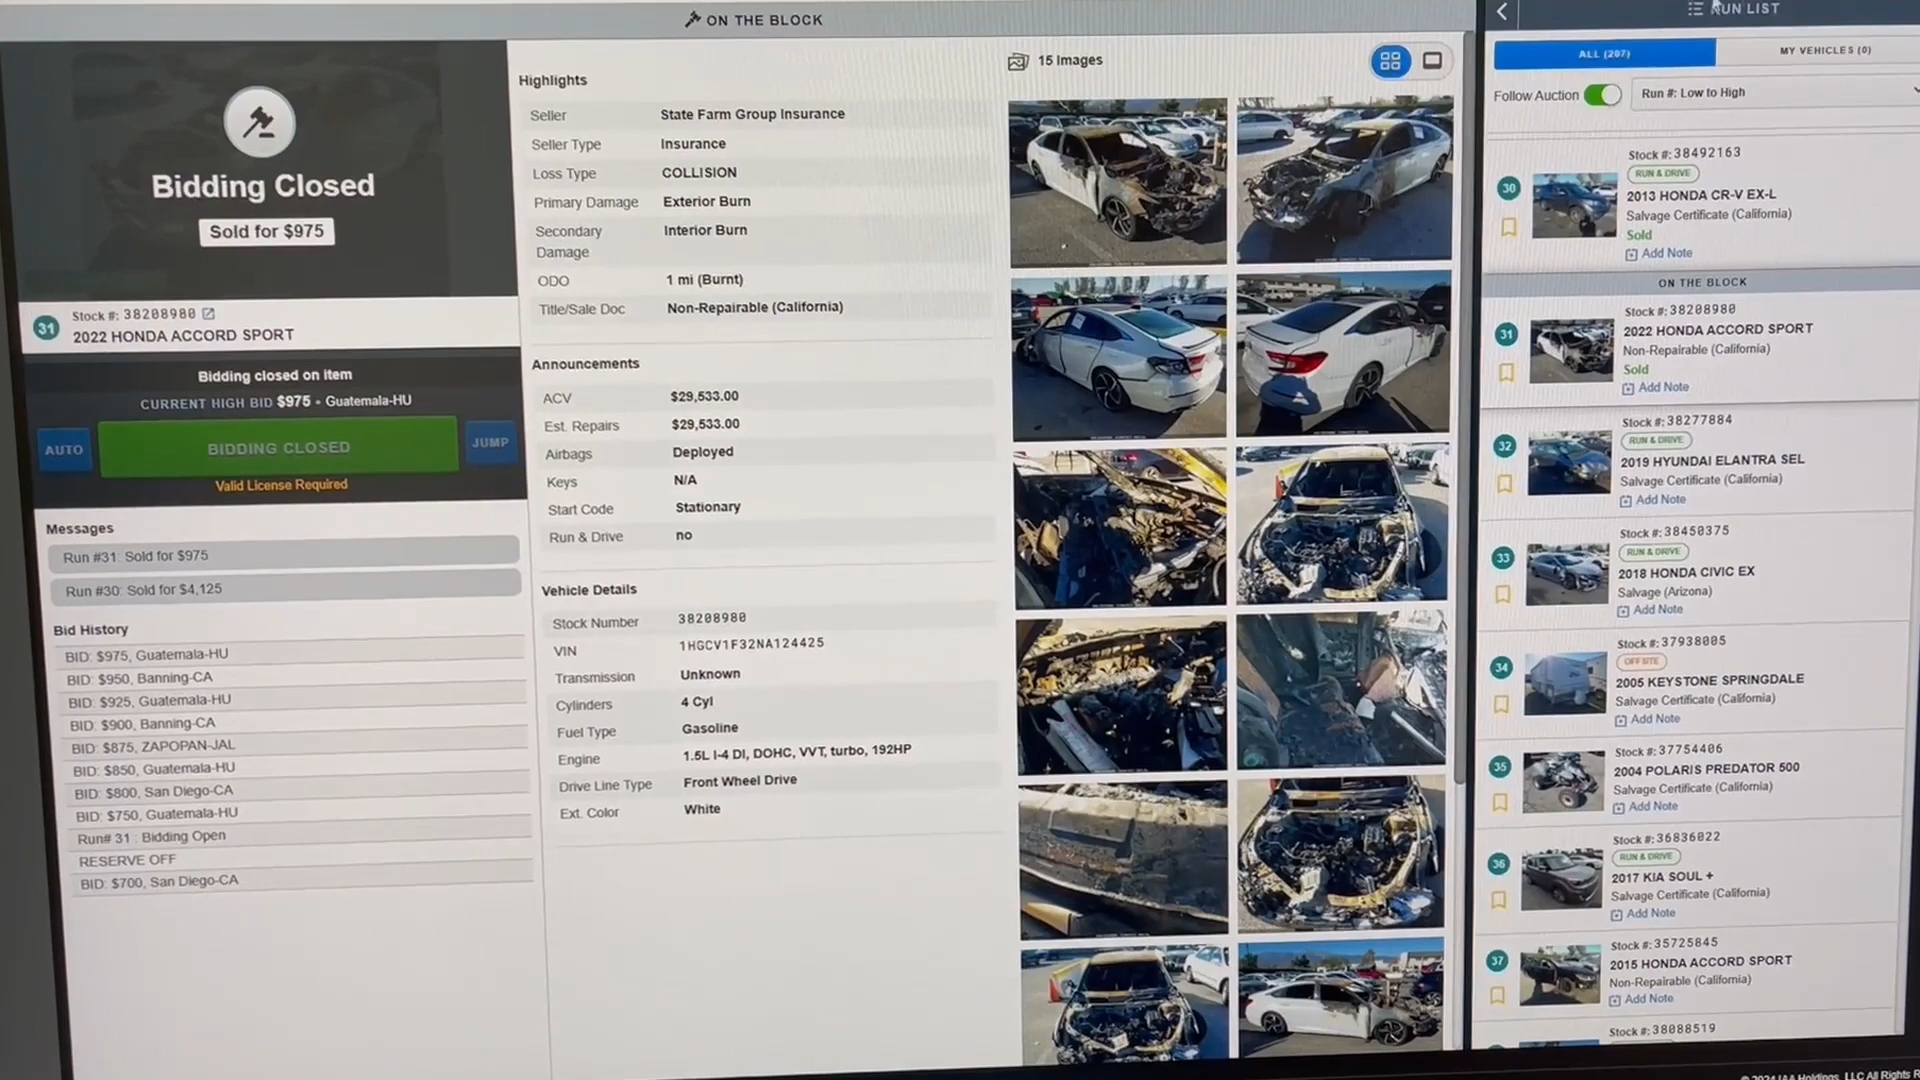 ON THE BLOCK
Bidding Closed
Sold for $975
31
Stock #: 38208980
2022 HONDA ACCORD SPORT
Bidding closed on item
CURRENT HIGH BID $975 • Guatemala-HU
AUTO
BIDDING CLOSED
JUMP
Valid License Required
Messages
Run #31: Sold for $975
Run #30: Sold for $4,125
Bid History
BID: $975, Guatemala-HU
BID: $950, Banning-CA
BID: $925, Guatemala-HU
BID: $900, Banning-CA
BID: $875, ZAPOPAN-JAL
BID: $850, Guatemala-HU
BID: $800, San Diego-CA
BID: $750, Guatemala-HU
Run# 31 : Bidding Open
RESERVE OFF
BID: $700, San Diego-CA
Highlights
Seller State Farm Group Insurance
Seller Type Insurance
Loss Type COLLISION
Primary Damage Exterior Burn
Secondary Damage Interior Burn
ODO 1 mi (Burnt)
Title/Sale Doc Non-Repairable (California)
Announcements
ACV $29,533.00
Est. Repairs $29,533.00
Airbags Deployed
Keys N/A
Start Code Stationary
Run & Drive no
Vehicle Details
Stock Number 38208980
VIN 1HGCV1F32NA124425
Transmission Unknown
Cylinders 4 Cyl
Fuel Type Gasoline
Engine 1.5L I-4 DI, DOHC, VVT, turbo, 192HP
Drive Line Type Front Wheel Drive
Ext. Color White
15 Images
RUN LIST
ALL (207)
MY VEHICLES (0)
Follow Auction
Run #: Low to High
30
Stock #: 38492163
RUN & DRIVE
2013 HONDA CR-V EX-L
Salvage Certificate (California)
Sold
Add Note
ON THE BLOCK
31
Stock #: 38208980
2022 HONDA ACCORD SPORT
Non-Repairable (California)
Sold
Add Note
32
Stock #: 38277884
RUN & DRIVE
2019 HYUNDAI ELANTRA SEL
Salvage Certificate (California)
Add Note
33
Stock #: 38450375
RUN & DRIVE
2018 HONDA CIVIC EX
Salvage (Arizona)
Add Note
34
Stock #: 37938005
OFF SITE
2005 KEYSTONE SPRINGDALE
Salvage Certificate (California)
Add Note
35
Stock #: 37754406
2004 POLARIS PREDATOR 500
Salvage Certificate (California)
Add Note
36
Stock #: 36836022
RUN & DRIVE
2017 KIA SOUL +
Salvage Certificate (California)
Add Note
37
Stock #: 35725845
2015 HONDA ACCORD SPORT
Non-Repairable (California)
Add Note
Stock #: 38088519
© 2024 IAA Holdings, LLC All Rights R